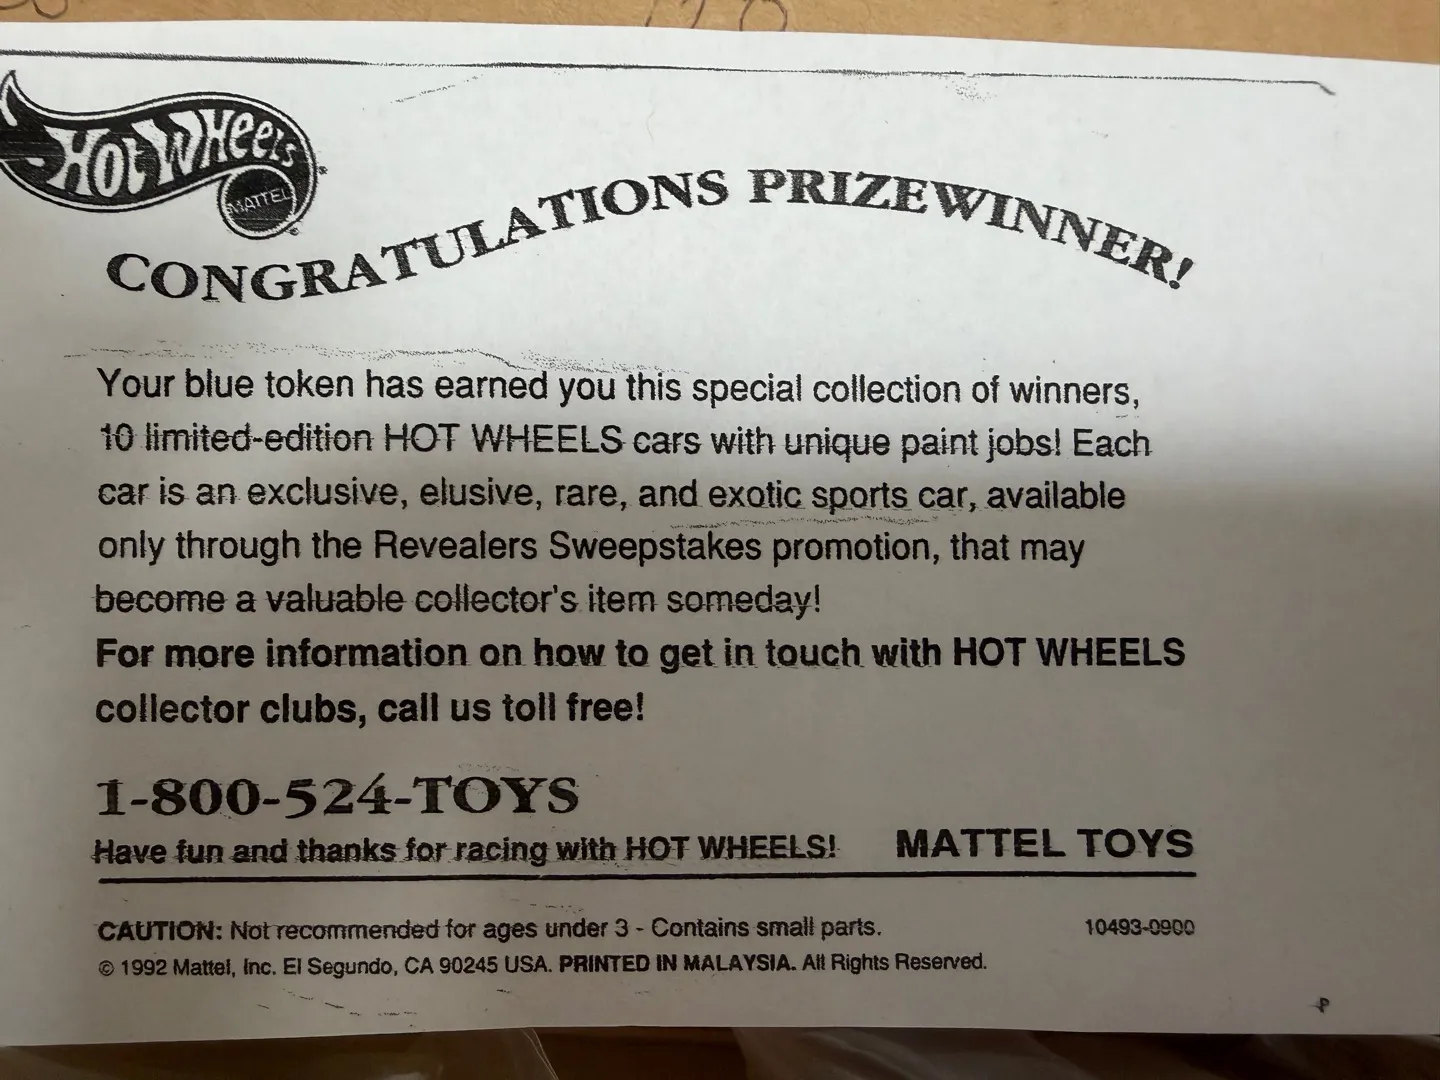 HOT WHEELS®
MATTEL®
CONGRATULATIONS PRIZEWINNER!
Your blue token has earned you this special collection of winners,
10 limited-edition HOT WHEELS cars with unique paint jobs! Each
car is an exclusive, elusive, rare, and exotic sports car, available
only through the Revealers Sweepstakes promotion, that may
become a valuable collector's item someday!
For more information on how to get in touch with HOT WHEELS
collector clubs, call us toll free!
1-800-524-TOYS
Have fun and thanks for racing with HOT WHEELS! MATTEL TOYS
CAUTION: Not recommended for ages under 3 - Contains small parts. 10493-0900
© 1992 Mattel, Inc. El Segundo, CA 90245 USA. PRINTED IN MALAYSIA. All Rights Reserved.